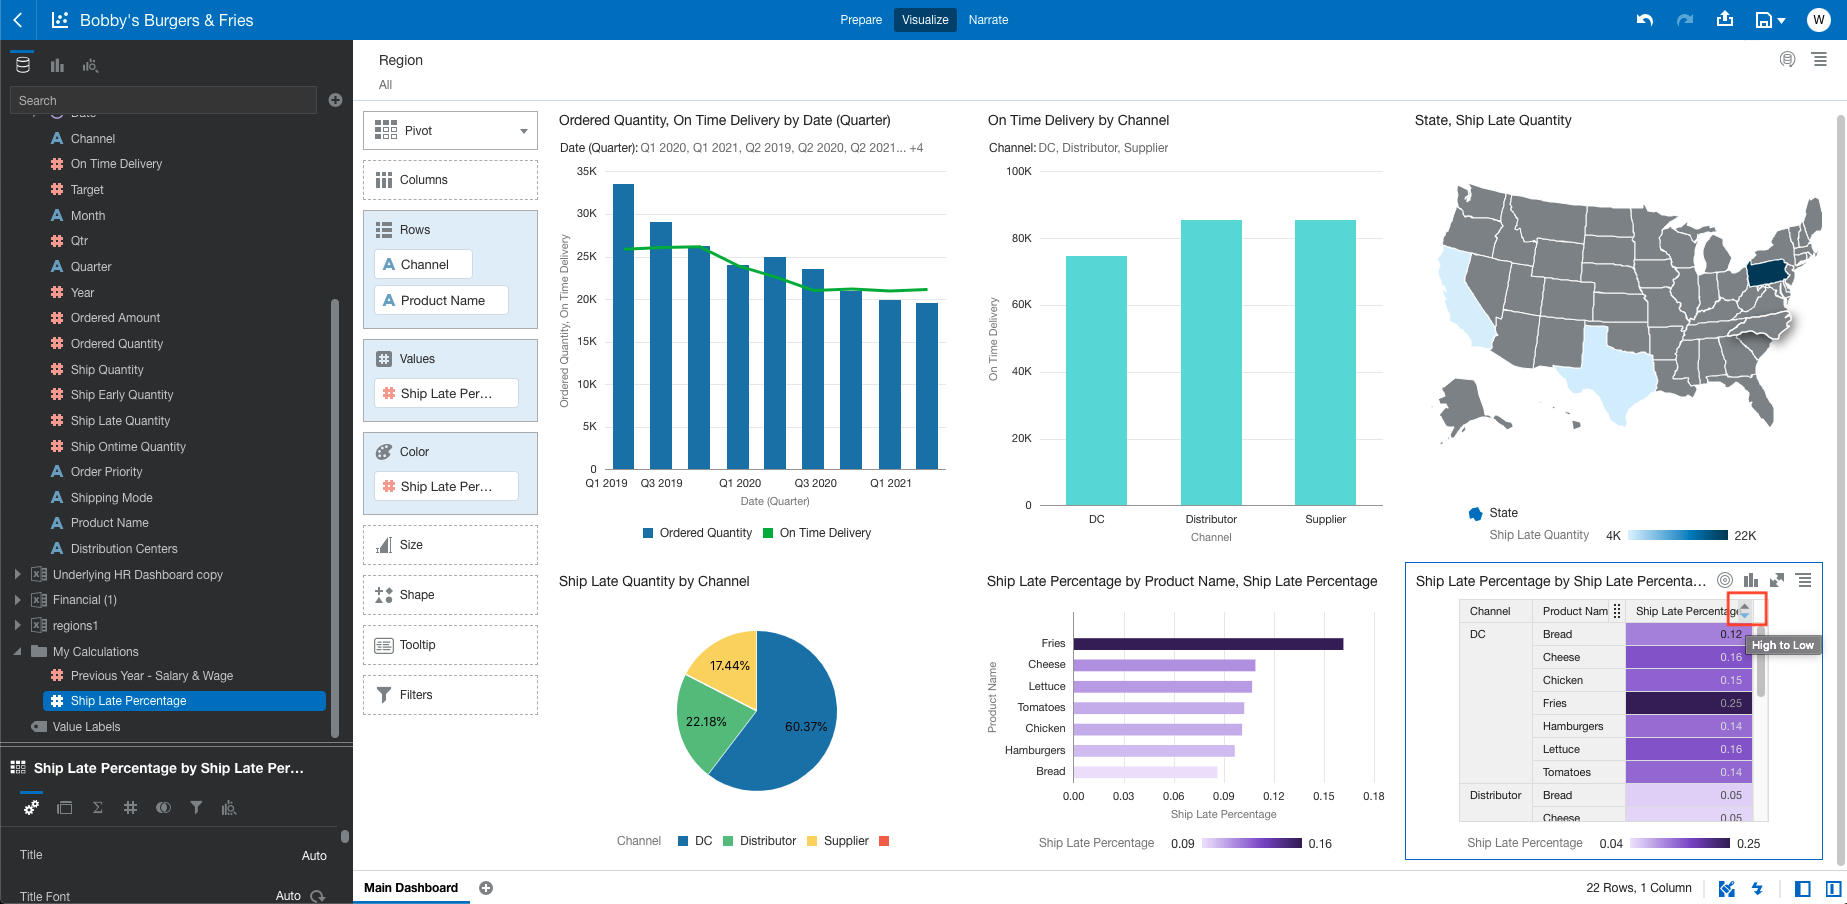 Bobby's Burgers & Fries
Prepare
Visualize
Narrate
W
Search
Date
Channel
On Time Delivery
Target
Month
Qtr
Quarter
Year
Ordered Amount
Ordered Quantity
Ship Quantity
Ship Early Quantity
Ship Late Quantity
Ship Ontime Quantity
Order Priority
Shipping Mode
Product Name
Distribution Centers
Underlying HR Dashboard copy
Financial (1)
regions1
My Calculations
Previous Year - Salary & Wage
Ship Late Percentage
Value Labels
Ship Late Percentage by Ship Late Per...
Title
Auto
Title Font
Auto
Region
All
Pivot
Columns
Rows
A Channel
A Product Name
Values
Ship Late Per...
Color
Ship Late Per...
Size
Shape
Tooltip
Filters
Ordered Quantity, On Time Delivery by Date (Quarter)
Date (Quarter): Q1 2020, Q1 2021, Q2 2019, Q2 2020, Q2 2021... +4
Ordered Quantity, On Time Delivery
35K
30K
25K
20K
15K
10K
5K
0
Q1 2019 Q3 2019 Q1 2020 Q3 2020 Q1 2021
Date (Quarter)
Ordered Quantity On Time Delivery
On Time Delivery by Channel
Channel: DC, Distributor, Supplier
On Time Delivery
100K
80K
60K
40K
20K
0
DC Distributor Supplier
Channel
State, Ship Late Quantity
State
Ship Late Quantity 4K 22K
Ship Late Quantity by Channel
17.44%
22.18%
60.37%
Channel DC Distributor Supplier
Ship Late Percentage by Product Name, Ship Late Percentage
Product Name
Fries
Cheese
Lettuce
Tomatoes
Chicken
Hamburgers
Bread
0.00 0.03 0.06 0.09 0.12 0.15 0.18
Ship Late Percentage
Ship Late Percentage 0.09 0.16
Ship Late Percentage by Ship Late Percenta...
Channel Product Nam Ship Late Percentage
High to Low
DC Bread 0.12
Cheese 0.16
Chicken 0.15
Fries 0.25
Hamburgers 0.14
Lettuce 0.16
Tomatoes 0.14
Distributor Bread 0.05
Cheese 0.05
Ship Late Percentage 0.04 0.25
Main Dashboard
22 Rows, 1 Column